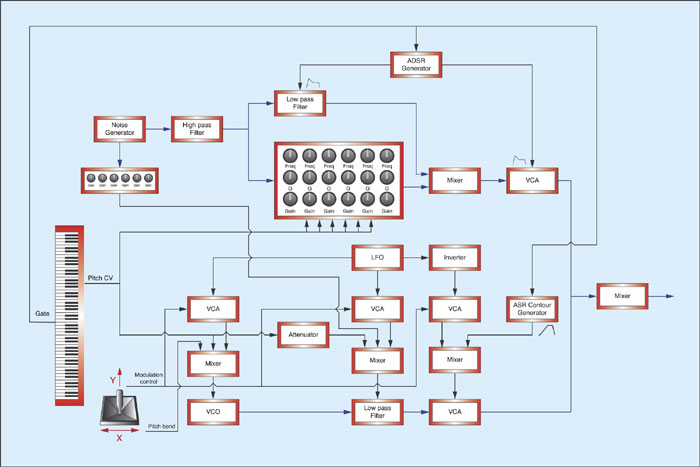 ADSR
Generator
Low pass
Filter
Noise
Generator
High pass
Filter
Freq Freq Freq Freq Freq Freq
Q Q Q Q Q Q
Gain Gain Gain Gain Gain Gain
Mixer
VCA
Gain Gain Gain Gain Gain Gain
Pitch CV
LFO
Inverter
Gate
VCA
VCA
VCA
ASR Contour
Generator
Mixer
Attenuator
Mixer
Mixer
Mixer
Modulation
control
Y
X
Pitch bend
VCO
Low pass
Filter
VCA